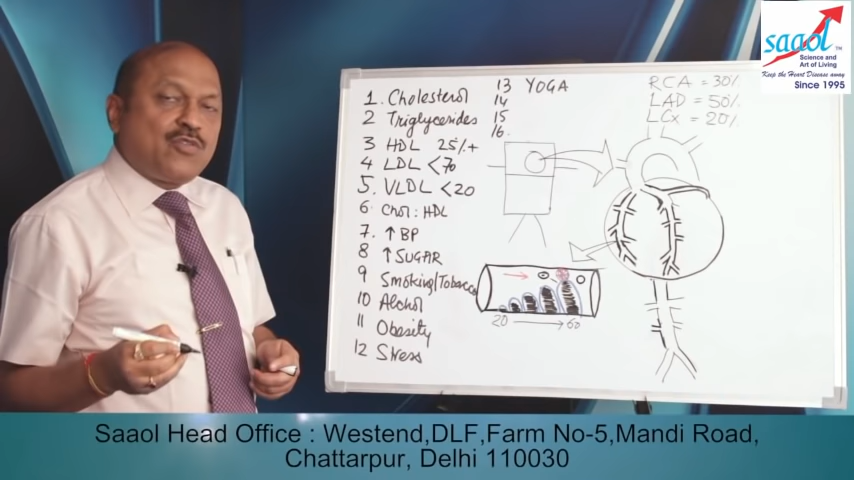 saaol TM
Science and
Art of Living
Keep the Heart Disease away
Since 1995
1. Cholesterol
2 Triglycerides
3 HDL 25%+
4 LDL <70
5. VLDL <20
6. Chol : HDL
7. ↑ BP
8 ↑ SUGAR
9 Smoking/Tobacco
10 Alchol
11 Obesity
12 Stress
13 YOGA
14
15
16.
RCA = 30%
LAD = 50%
LCx = 20%
20 → 60
Saaol Head Office : Westend,DLF,Farm No-5,Mandi Road,
Chattarpur, Delhi 110030